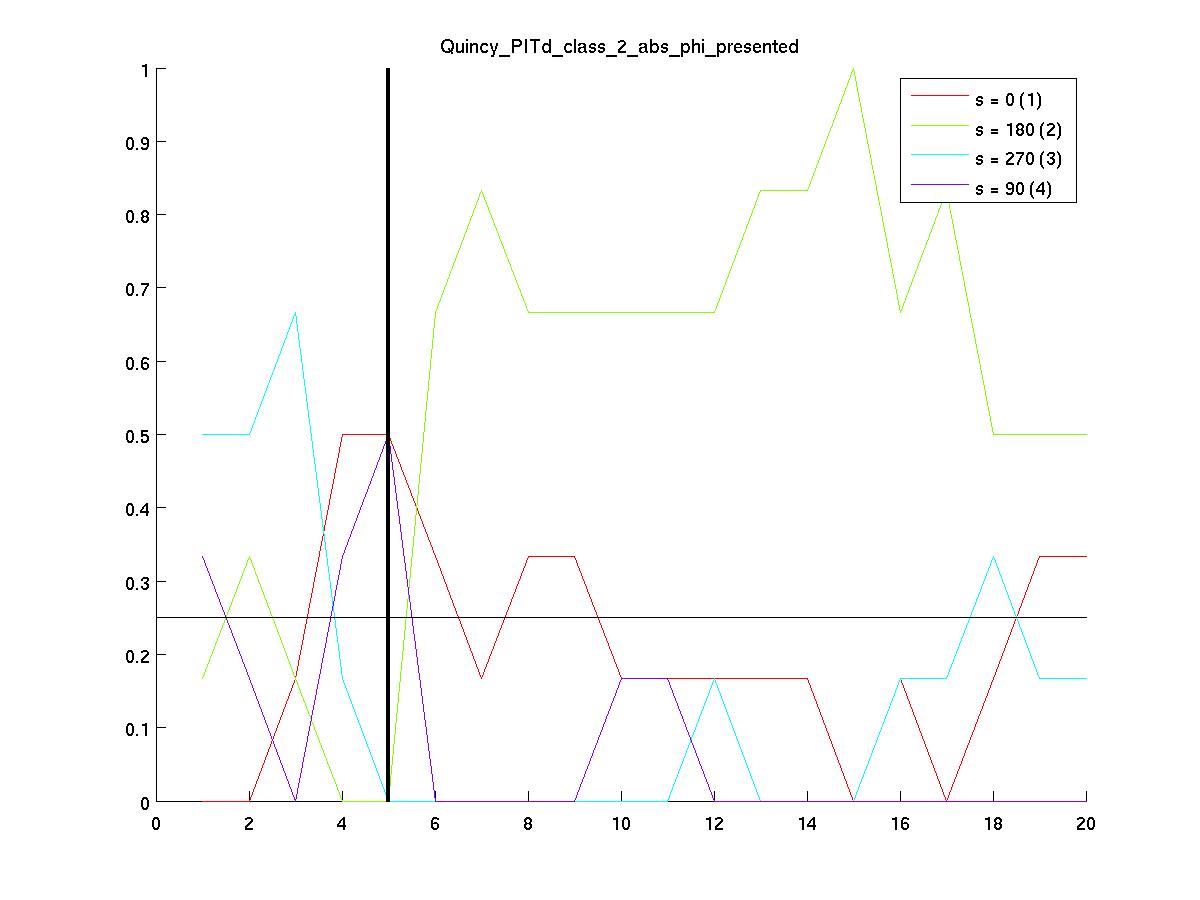 Quincy_PITd_class_2_abs_phi_presented
s = 0 (1)
s = 180 (2)
s = 270 (3)
s = 90 (4)
1
0.9
0.8
0.7
0.6
0.5
0.4
0.3
0.2
0.1
0
0 2 4 6 8 10 12 14 16 18 20